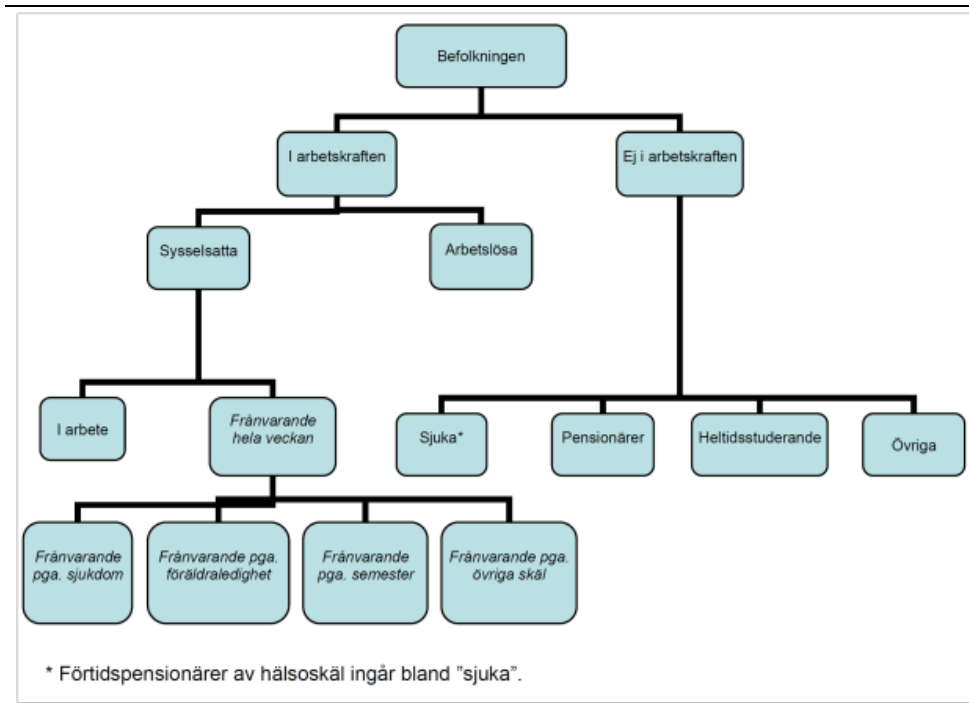 Befolkningen
I arbetskraften
Ej i arbetskraften
Sysselsatta
Arbetslösa
I arbete
Frånvarande
hela veckan
Sjuka*
Pensionärer
Heltidsstuderande
Övriga
Frånvarande
pga. sjukdom
Frånvarande pga.
föräldraledighet
Frånvarande
pga. semester
Frånvarande pga.
övriga skäl
* Förtidspensionärer av hälsoskäl ingår bland ”sjuka”.